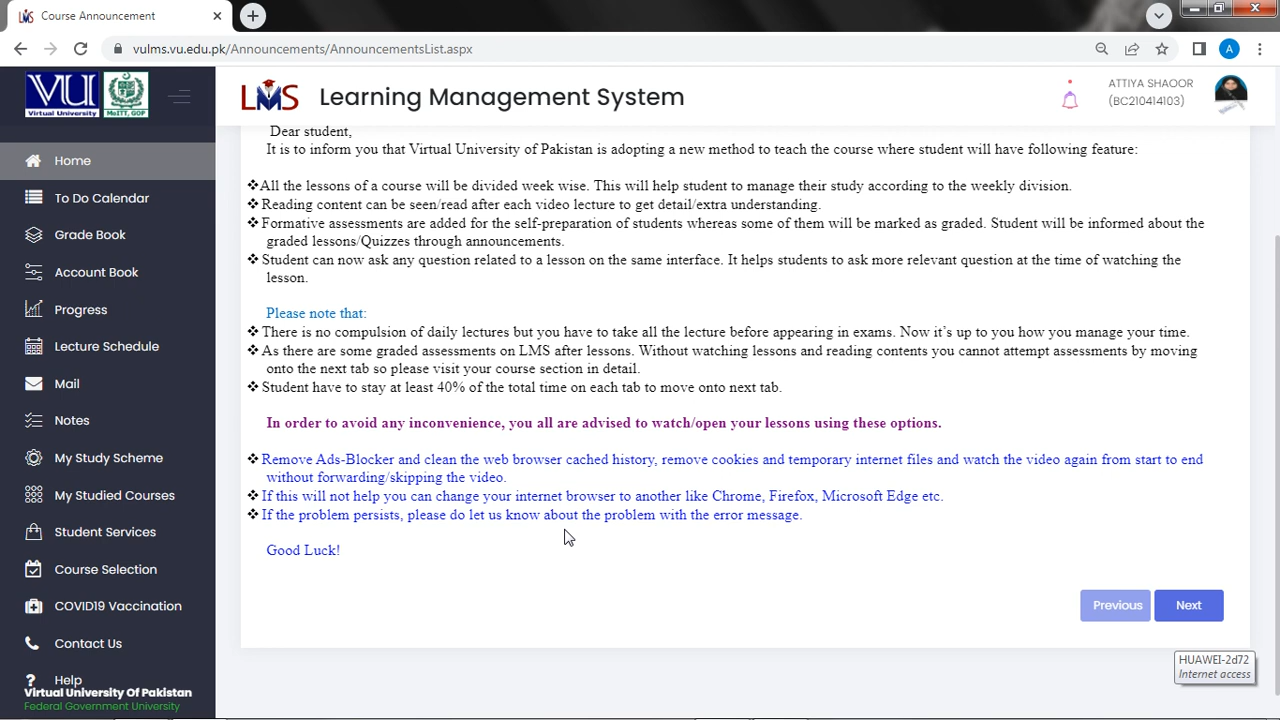 Course Announcement
vulms.vu.edu.pk/Announcements/AnnouncementsList.aspx
A
VU
Virtual University
MoITT, GOP
LMS
Learning Management System
ATTIYA SHAOOR
(BC210414103)
Home
To Do Calendar
Grade Book
Account Book
Progress
Lecture Schedule
Mail
Notes
My Study Scheme
My Studied Courses
Student Services
Course Selection
COVID19 Vaccination
Contact Us
Help
Virtual University Of Pakistan
Federal Government University
Dear student,
It is to inform you that Virtual University of Pakistan is adopting a new method to teach the course where student will have following feature:
❖All the lessons of a course will be divided week wise. This will help student to manage their study according to the weekly division.
❖Reading content can be seen/read after each video lecture to get detail/extra understanding.
❖Formative assessments are added for the self-preparation of students whereas some of them will be marked as graded. Student will be informed about the
graded lessons/Quizzes through announcements.
❖Student can now ask any question related to a lesson on the same interface. It helps students to ask more relevant question at the time of watching the
lesson.
Please note that:
❖There is no compulsion of daily lectures but you have to take all the lecture before appearing in exams. Now it’s up to you how you manage your time.
❖As there are some graded assessments on LMS after lessons. Without watching lessons and reading contents you cannot attempt assessments by moving
onto the next tab so please visit your course section in detail.
❖Student have to stay at least 40% of the total time on each tab to move onto next tab.
In order to avoid any inconvenience, you all are advised to watch/open your lessons using these options.
❖Remove Ads-Blocker and clean the web browser cached history, remove cookies and temporary internet files and watch the video again from start to end
without forwarding/skipping the video.
❖If this will not help you can change your internet browser to another like Chrome, Firefox, Microsoft Edge etc.
❖If the problem persists, please do let us know about the problem with the error message.
Good Luck!
Previous
Next
HUAWEI-2d72
Internet access